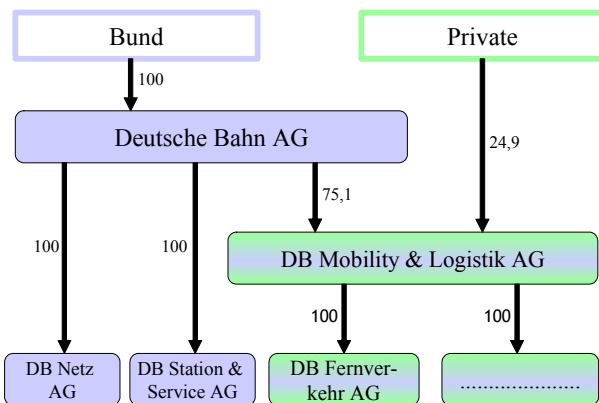 Bund
Private
100
Deutsche Bahn AG
24,9
75,1
100
100
DB Mobility & Logistik AG
100
100
DB Netz
AG
DB Station &
Service AG
DB Fernver-
kehr AG
.....................